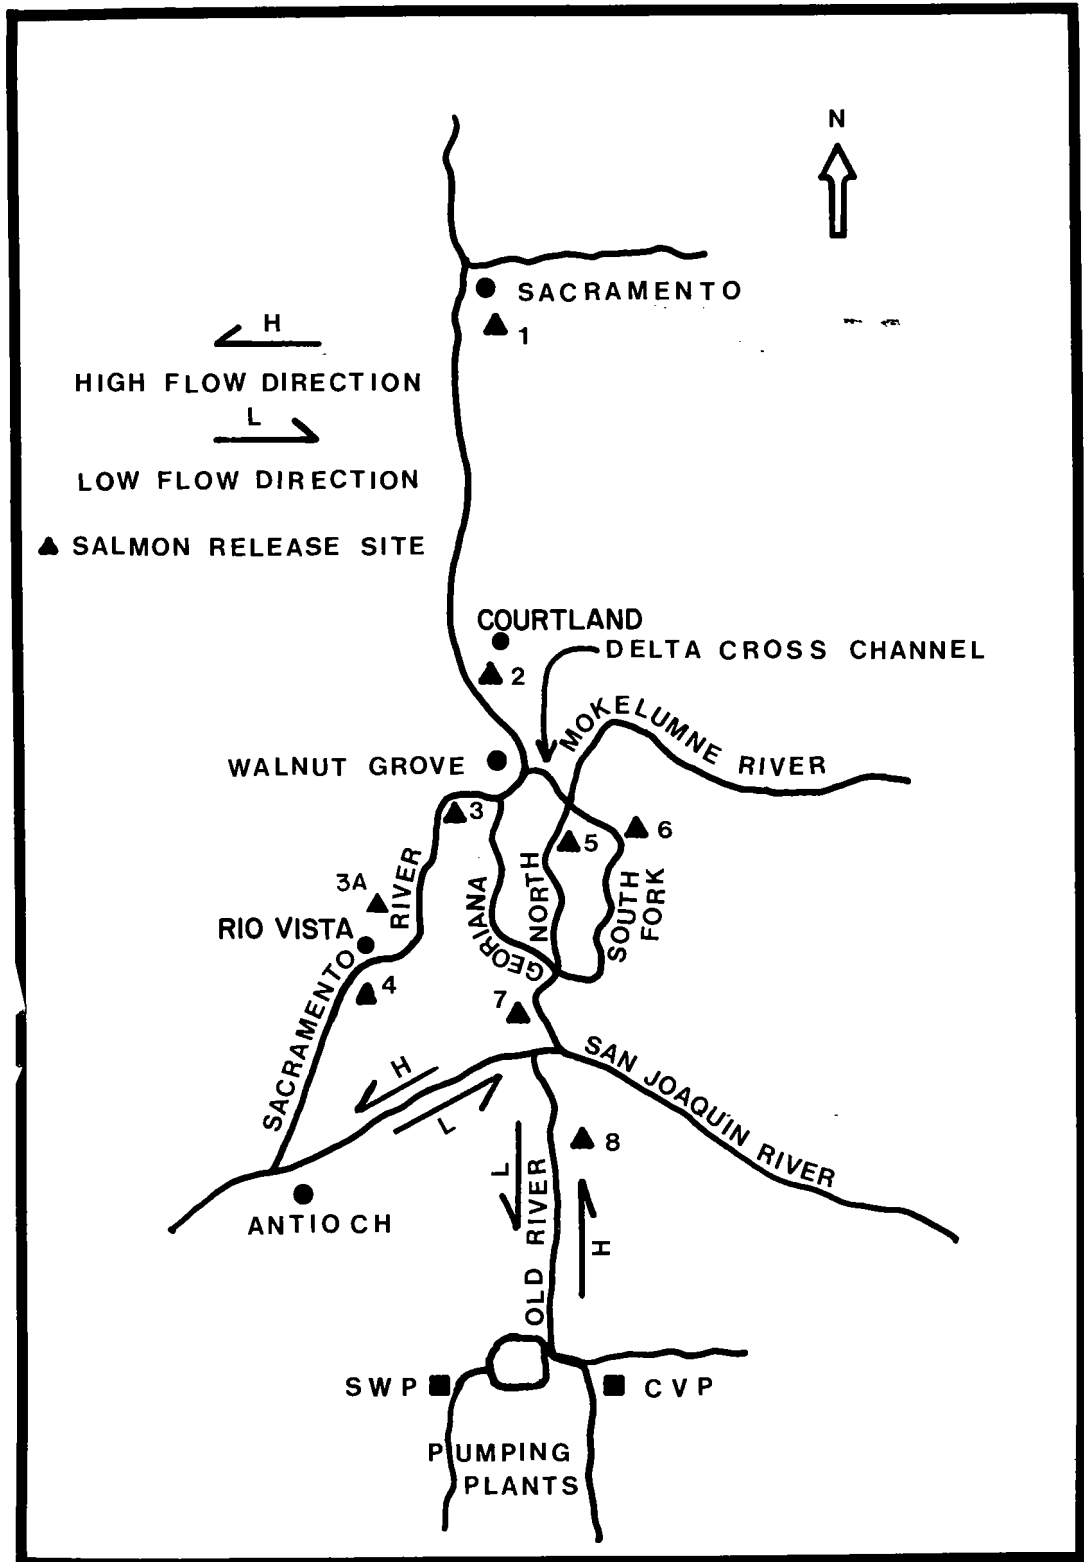 N
SACRAMENTO
1
H
HIGH FLOW DIRECTION
L
LOW FLOW DIRECTION
SALMON RELEASE SITE
COURTLAND
DELTA CROSS CHANNEL
2
MOKELUMNE RIVER
WALNUT GROVE
3
5
6
3A
RIO VISTA
SACRAMENTO RIVER
4
GEORIANA
NORTH
SOUTH FORK
7
SAN JOAQUIN RIVER
H
L
8
L
OLD RIVER
H
ANTIOCH
SWP
CVP
PUMPING
PLANTS